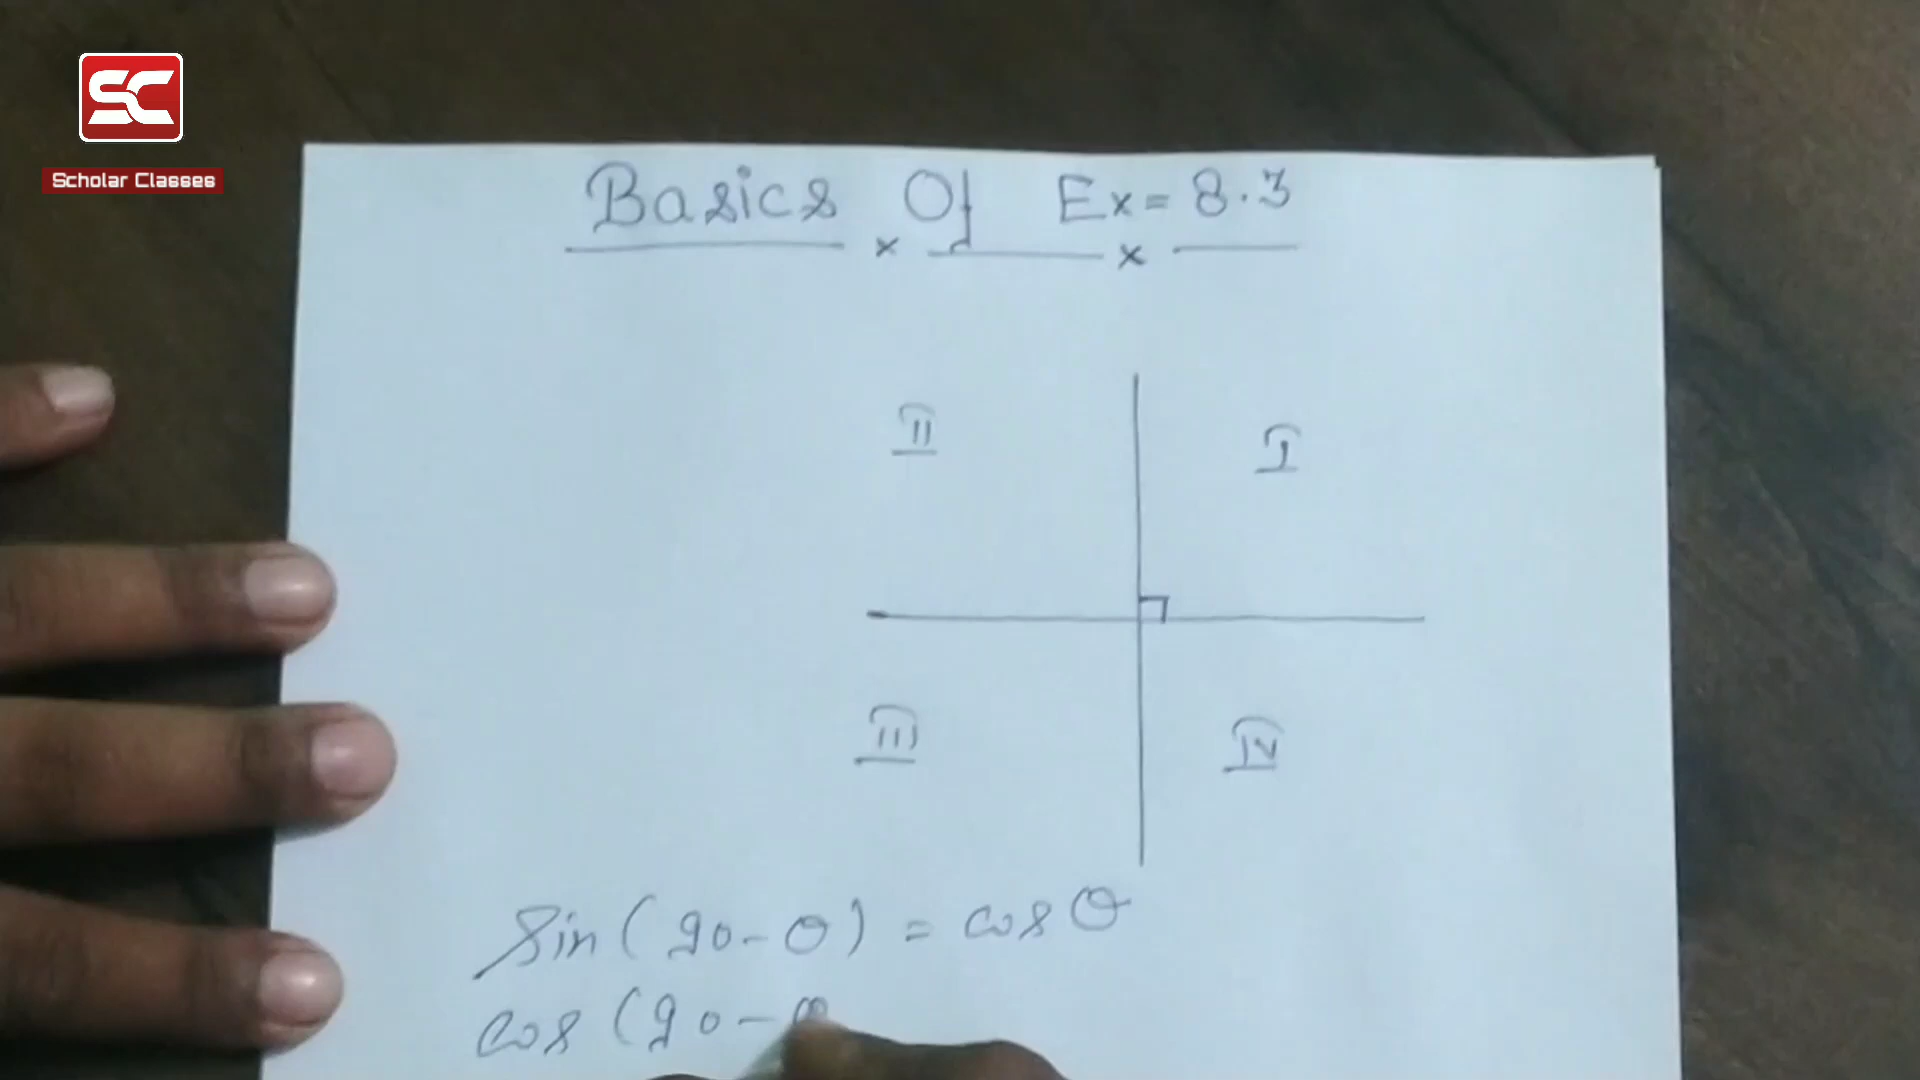 SC
Scholar Classes
Basics Of Ex = 8.3
x x
II I
III IV
Sin (90 - θ) = cos θ
cos (90 - θ